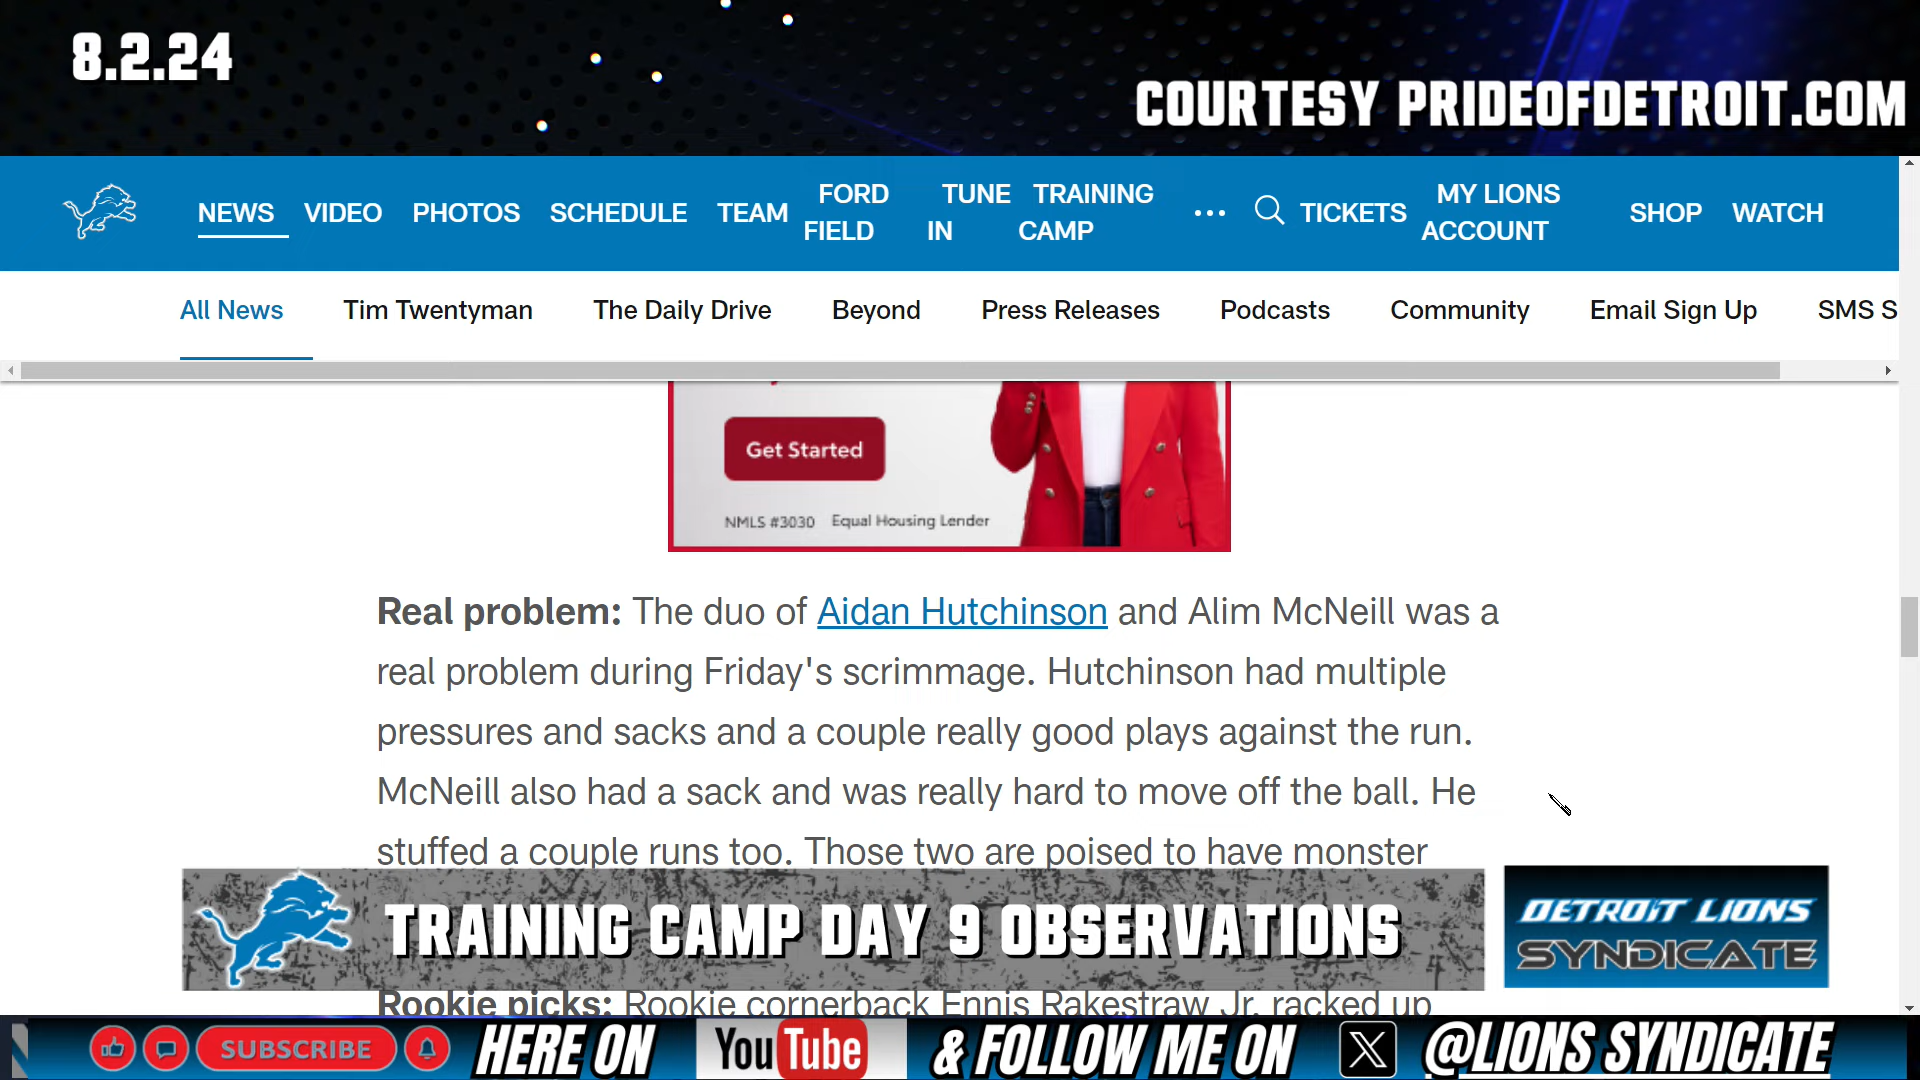 8.2.24
COURTESY PRIDEOFDETROIT.COM
NEWS VIDEO PHOTOS SCHEDULE TEAM FORD FIELD TUNE IN TRAINING CAMP ... TICKETS MY LIONS ACCOUNT SHOP WATCH
All News Tim Twentyman The Daily Drive Beyond Press Releases Podcasts Community Email Sign Up SMS S
Get Started
NMLS #3030 Equal Housing Lender
Real problem: The duo of Aidan Hutchinson and Alim McNeill was a
real problem during Friday's scrimmage. Hutchinson had multiple
pressures and sacks and a couple really good plays against the run.
McNeill also had a sack and was really hard to move off the ball. He
stuffed a couple runs too. Those two are poised to have monster
TRAINING CAMP DAY 9 OBSERVATIONS
DETROIT LIONS
SYNDICATE
Rookie picks: Rookie cornerback Ennis Rakestraw Jr. racked up
SUBSCRIBE HERE ON YouTube & FOLLOW ME ON X @LIONS SYNDICATE